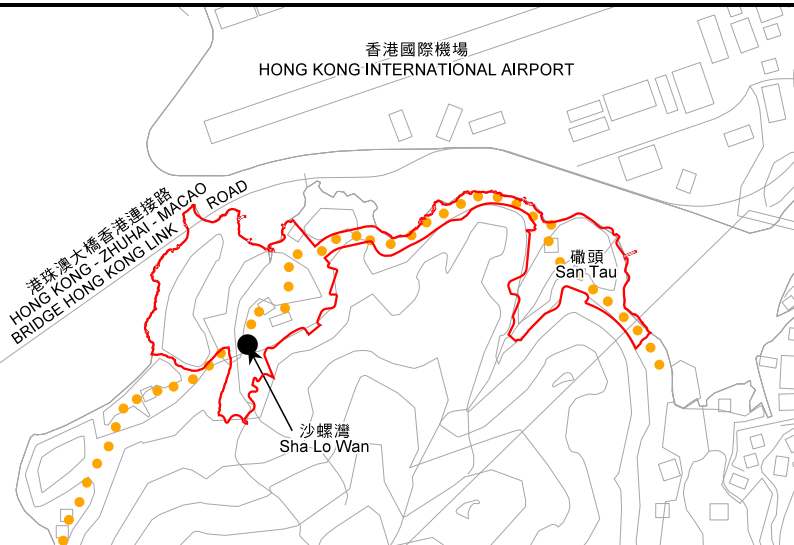 香港國際機場
HONG KONG INTERNATIONAL AIRPORT
港珠澳大橋香港連接路
HONG KONG - ZHUHAI - MACAO
BRIDGE HONG KONG LINK ROAD
磡頭
San Tau
沙螺灣
Sha Lo Wan